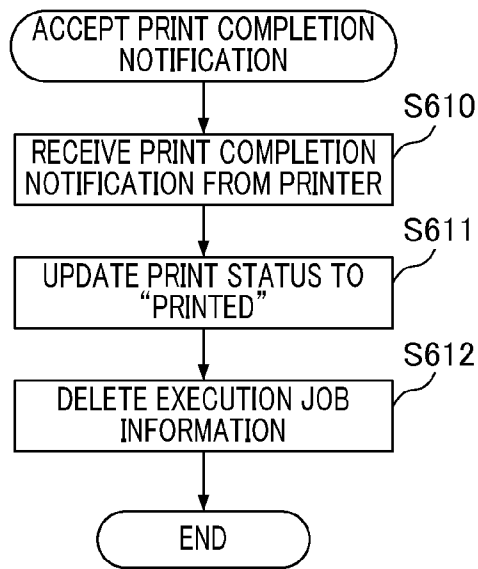 ACCEPT PRINT COMPLETION
NOTIFICATION
S610
RECEIVE PRINT COMPLETION
NOTIFICATION FROM PRINTER
S611
UPDATE PRINT STATUS TO
“PRINTED”
S612
DELETE EXECUTION JOB
INFORMATION
END